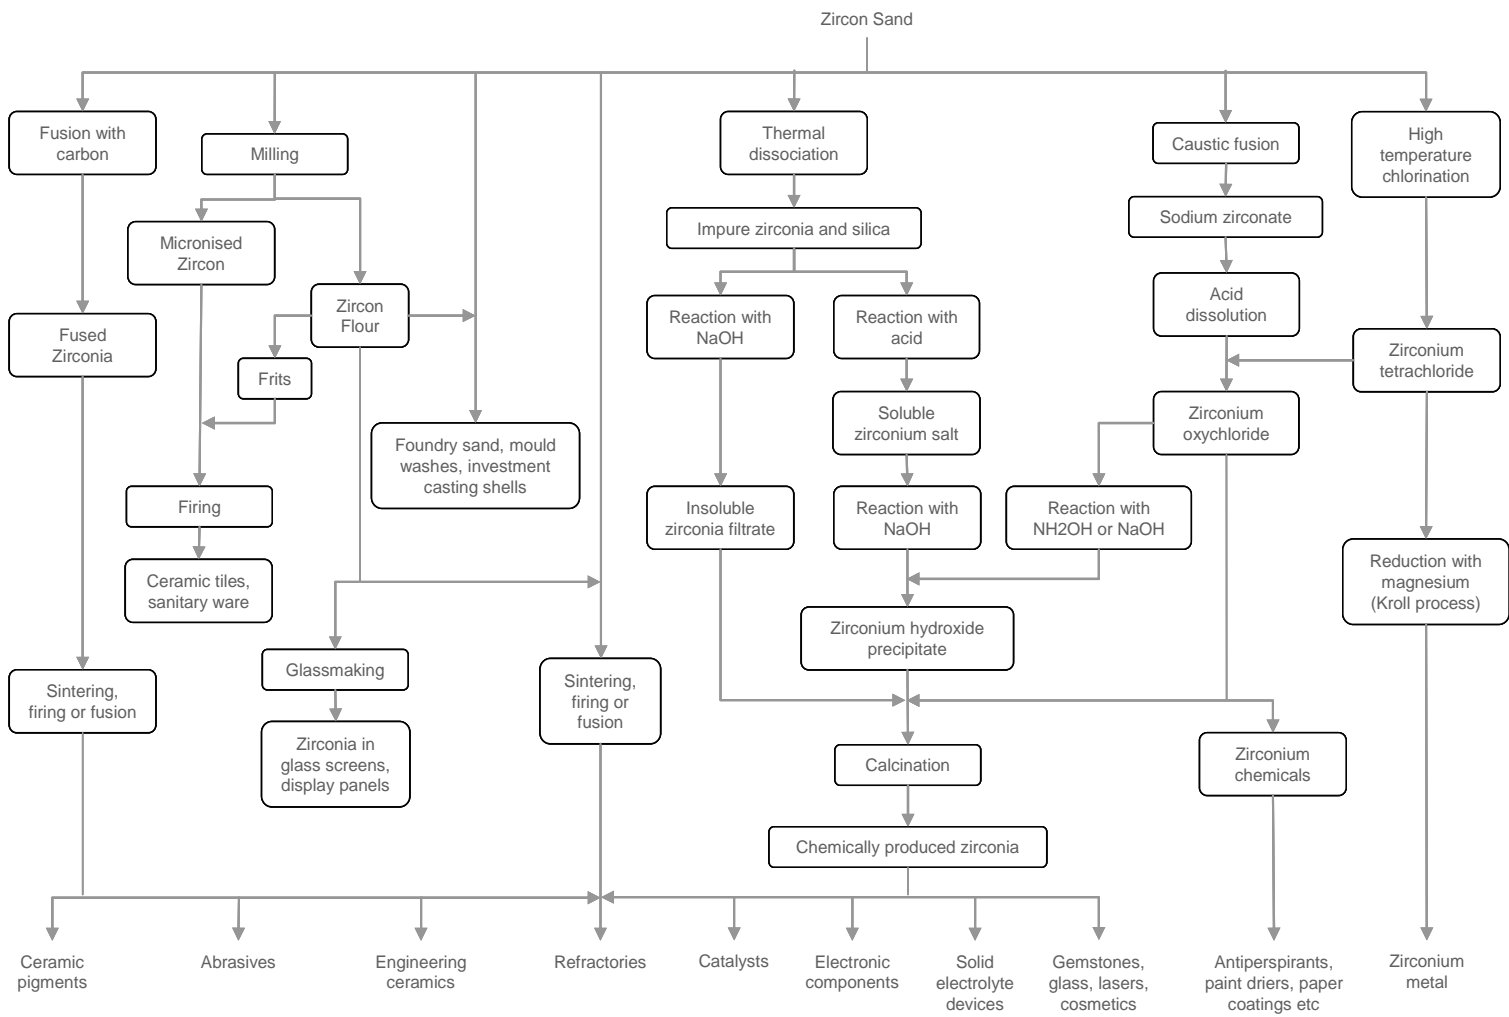 Zircon Sand
Fusion with
carbon
Milling
Thermal
dissociation
Caustic fusion
High
temperature
chlorination
Micronised
Zircon
Impure zirconia and silica
Sodium zirconate
Zircon
Flour
Reaction with
NaOH
Reaction with
acid
Acid
dissolution
Fused
Zirconia
Frits
Zirconium
tetrachloride
Foundry sand, mould
washes, investment
casting shells
Soluble
zirconium salt
Zirconium
oxychloride
Firing
Insoluble
zirconia filtrate
Reaction with
NaOH
Reaction with
NH2OH or NaOH
Ceramic tiles,
sanitary ware
Reduction with
magnesium
(Kroll process)
Zirconium hydroxide
precipitate
Glassmaking
Sintering,
firing or fusion
Sintering,
firing or
fusion
Zirconia in
glass screens,
display panels
Calcination
Zirconium
chemicals
Chemically produced zirconia
Ceramic
pigments
Abrasives
Engineering
ceramics
Refractories
Catalysts
Electronic
components
Solid
electrolyte
devices
Gemstones,
glass, lasers,
cosmetics
Antiperspirants,
paint driers, paper
coatings etc
Zirconium
metal